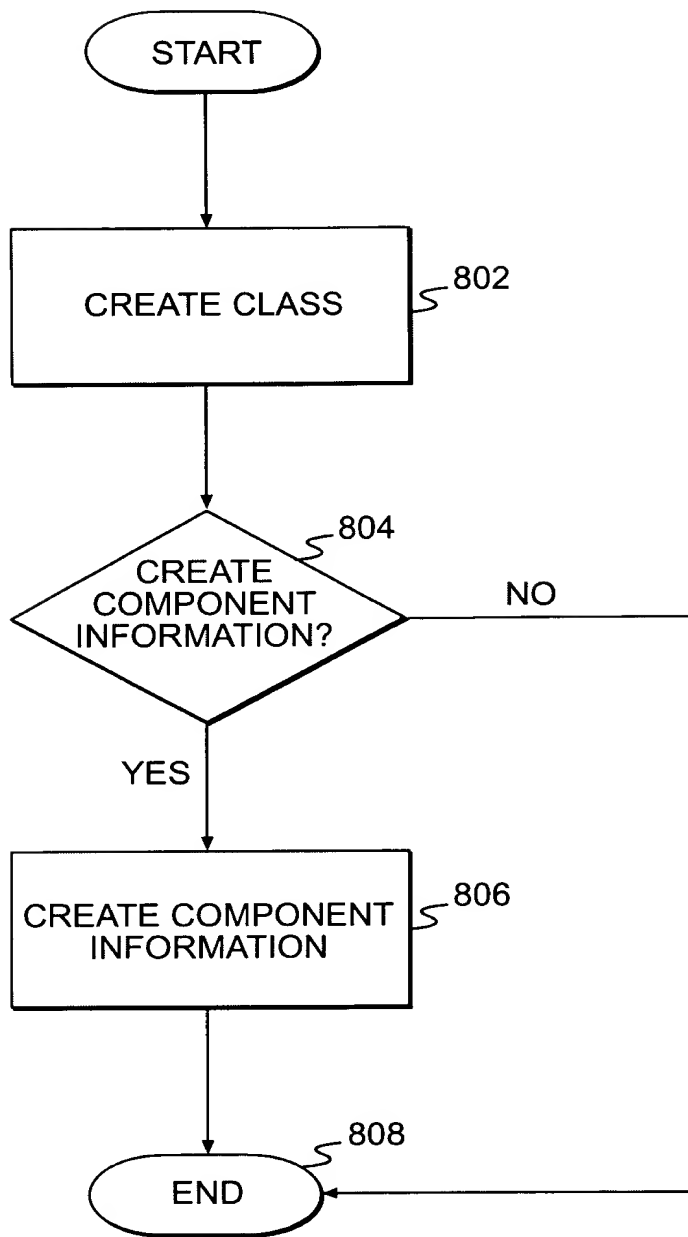 START
CREATE CLASS
802
804
CREATE
COMPONENT
INFORMATION?
NO
YES
CREATE COMPONENT
INFORMATION
806
808
END